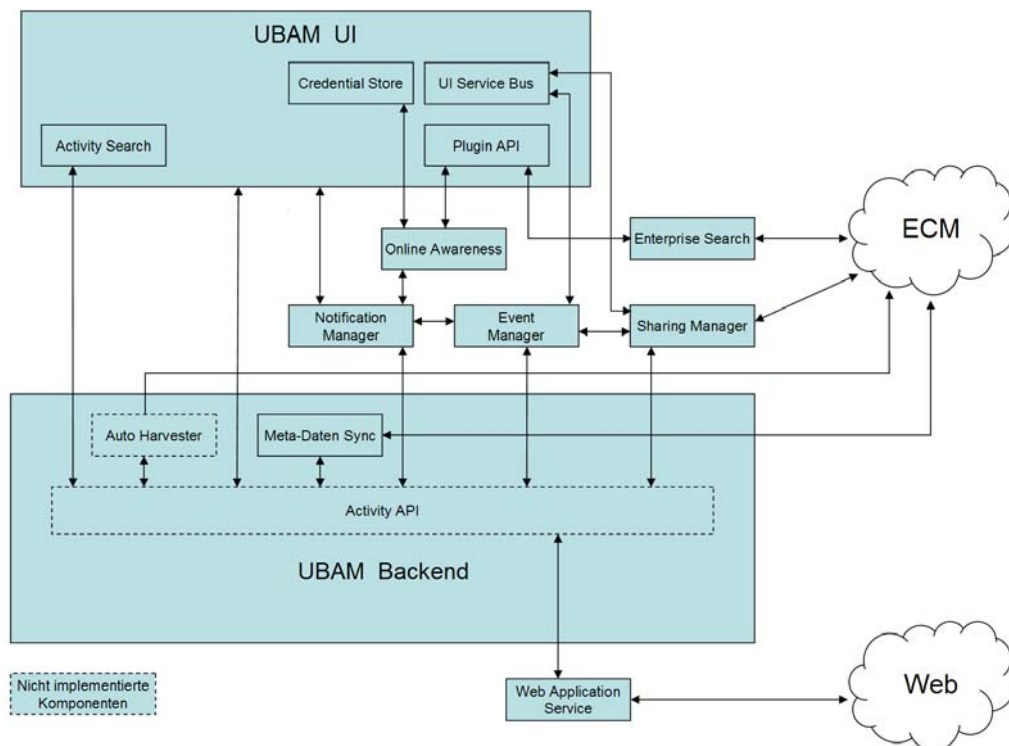 UBAM UI
Credential Store
UI Service Bus
Activity Search
Plugin API
ECM
Online Awareness
Enterprise Search
Notification
Manager
Event
Manager
Sharing Manager
Auto Harvester
Meta-Daten Sync
Activity API
UBAM Backend
Nicht implementierte
Komponenten
Web Application
Service
Web